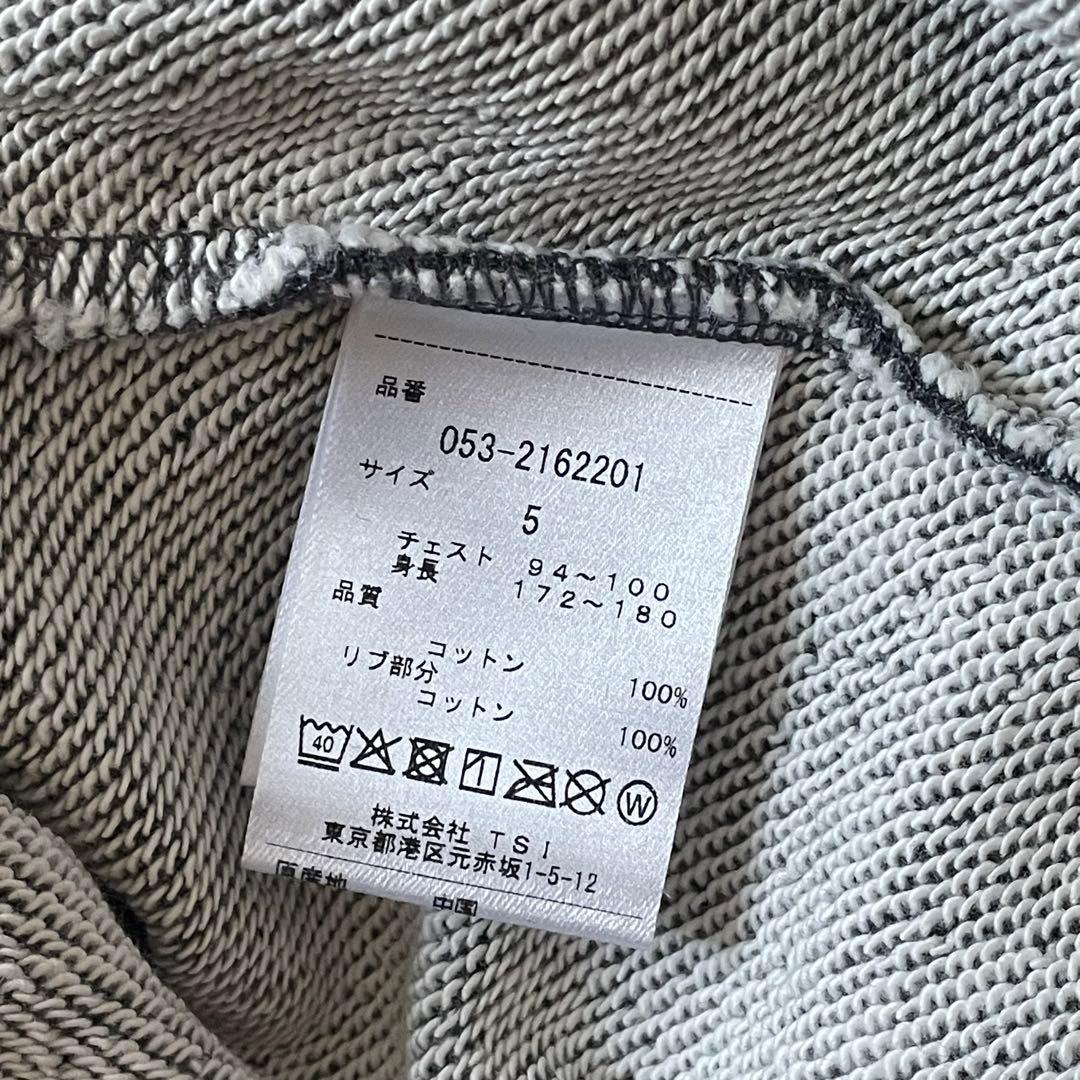 品番
053-2162201
サイズ
5
チェスト 94～100
身長 172～180
品質
コットン 100%
リブ部分
コットン 100%
40
W
株式会社 TSI
東京都港区元赤坂1-5-12
原産地 中国